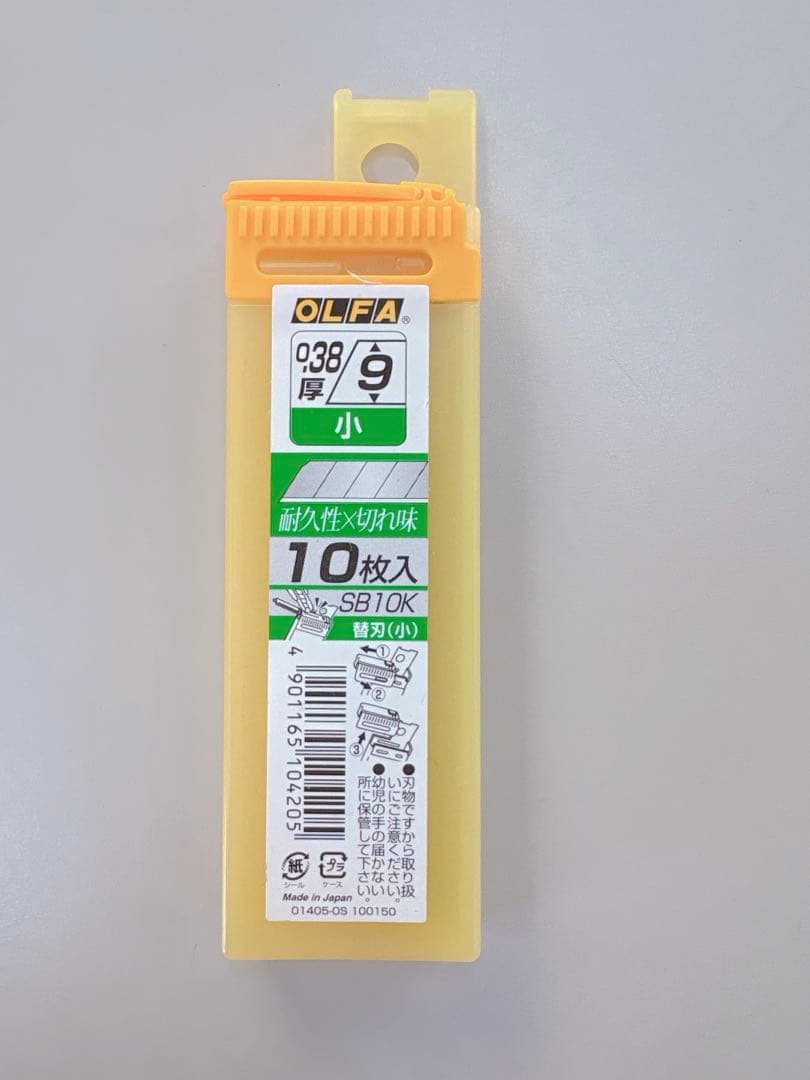 OLFA®
0.38
厚
9
小
耐久性×切れ味
10枚入
SB10K
替刃(小)
①
②
③
4 901165 104205
●刃物ですから取り扱
いにご注意ください。
●幼児の手の届かない
所に保管して下さい。
紙
シール
プラ
ケース
Made in Japan
01405-0S 100150